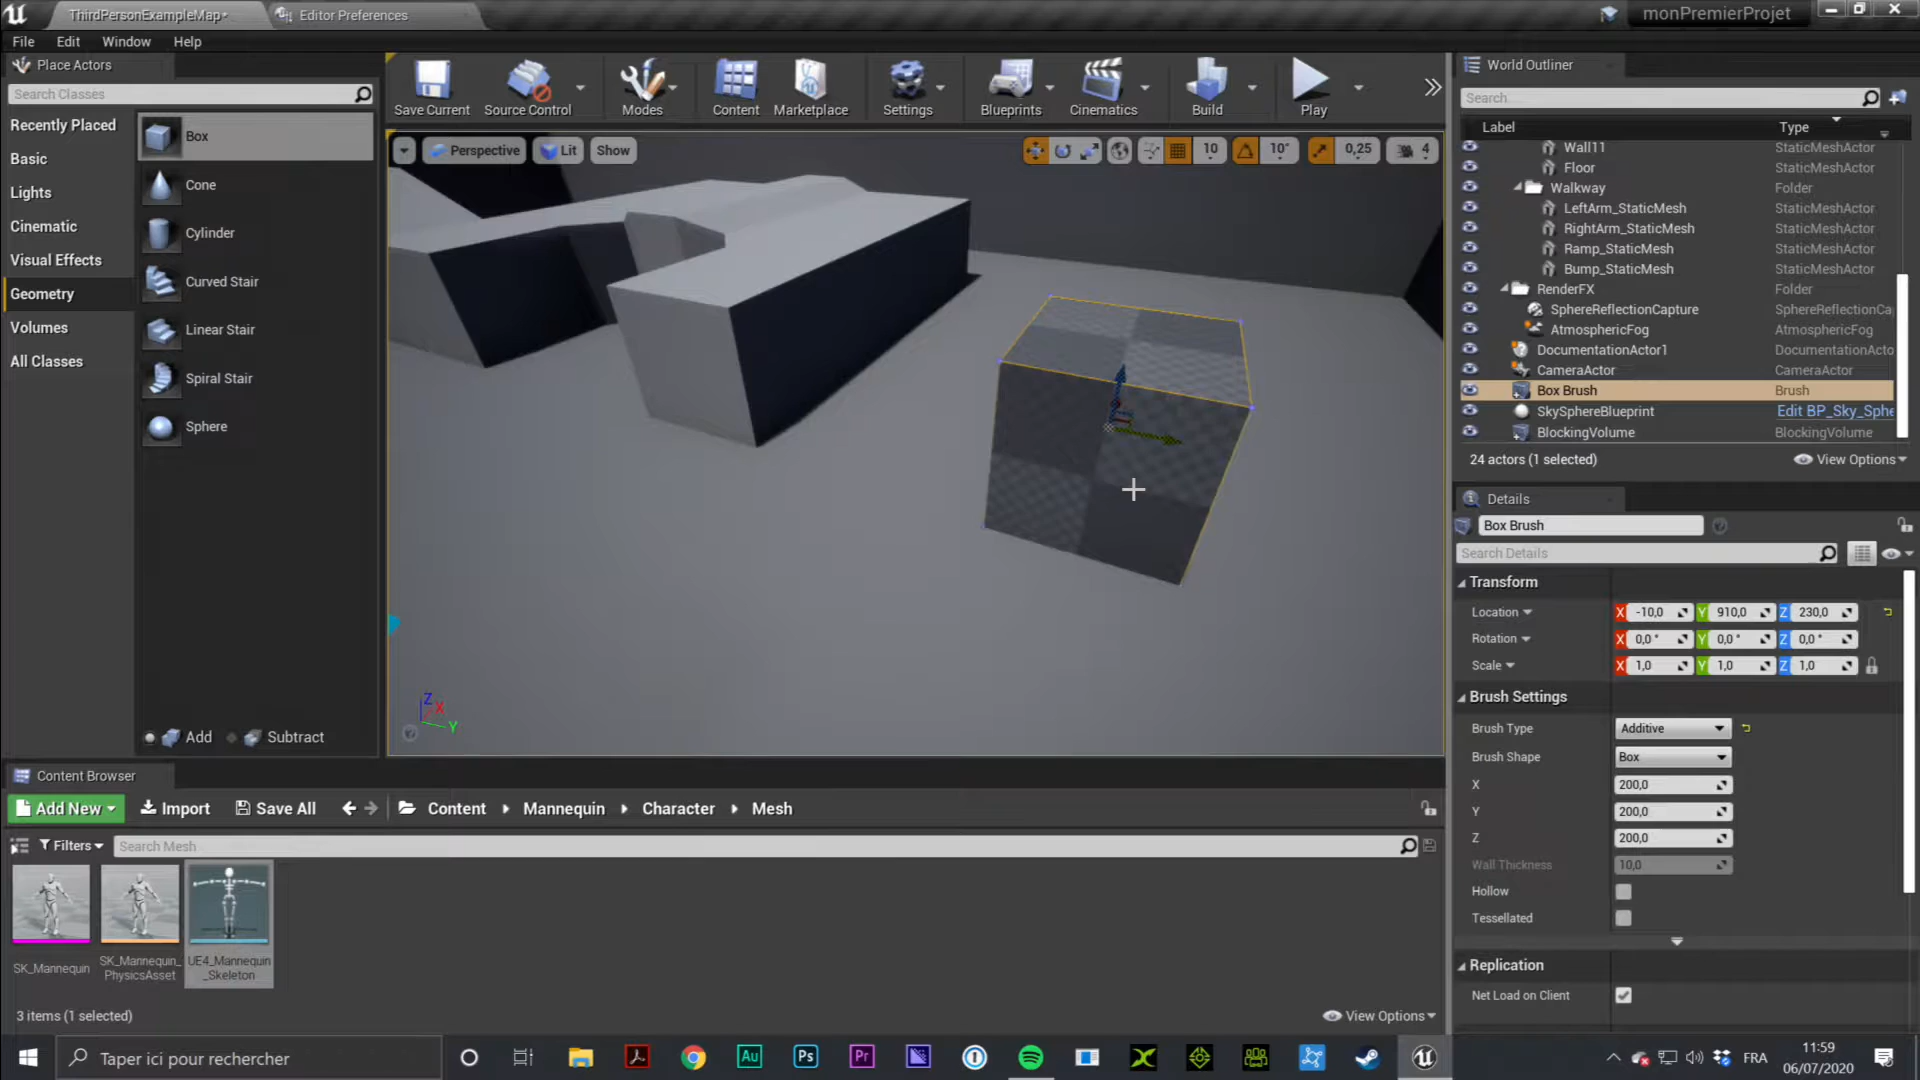 ThirdPersonExampleMap*
Editor Preferences
monPremierProjet
File Edit Window Help
Place Actors
Search Classes
Recently Placed
Basic
Lights
Cinematic
Visual Effects
Geometry
Volumes
All Classes
Box
Cone
Cylinder
Curved Stair
Linear Stair
Spiral Stair
Sphere
Add Subtract
Save Current
Source Control
Modes
Content
Marketplace
Settings
Blueprints
Cinematics
Build
Play
Perspective Lit Show
10 10° 0,25 4
Z X Y
World Outliner
Search...
Label Type
Wall11 StaticMeshActor
Floor StaticMeshActor
Walkway Folder
LeftArm_StaticMesh StaticMeshActor
RightArm_StaticMesh StaticMeshActor
Ramp_StaticMesh StaticMeshActor
Bump_StaticMesh StaticMeshActor
RenderFX Folder
SphereReflectionCapture SphereReflectionCa
AtmosphericFog AtmosphericFog
DocumentationActor1 DocumentationActo
CameraActor CameraActor
Box Brush Brush
SkySphereBlueprint Edit BP_Sky_Sphe
BlockingVolume BlockingVolume
24 actors (1 selected) View Options
Details
Box Brush
Search Details
Transform
Location X -10,0 Y 910,0 Z 230,0
Rotation X 0,0 ° Y 0,0 ° Z 0,0 °
Scale X 1,0 Y 1,0 Z 1,0
Brush Settings
Brush Type Additive
Brush Shape Box
X 200,0
Y 200,0
Z 200,0
Wall Thickness 10,0
Hollow
Tessellated
Replication
Net Load on Client
Content Browser
Add New Import Save All Content Mannequin Character Mesh
Filters Search Mesh
SK_Mannequin
SK_Mannequin_
PhysicsAsset
UE4_Mannequin
_Skeleton
3 items (1 selected) View Options
Taper ici pour rechercher
Au Ps Pr
FRA
11:59
06/07/2020